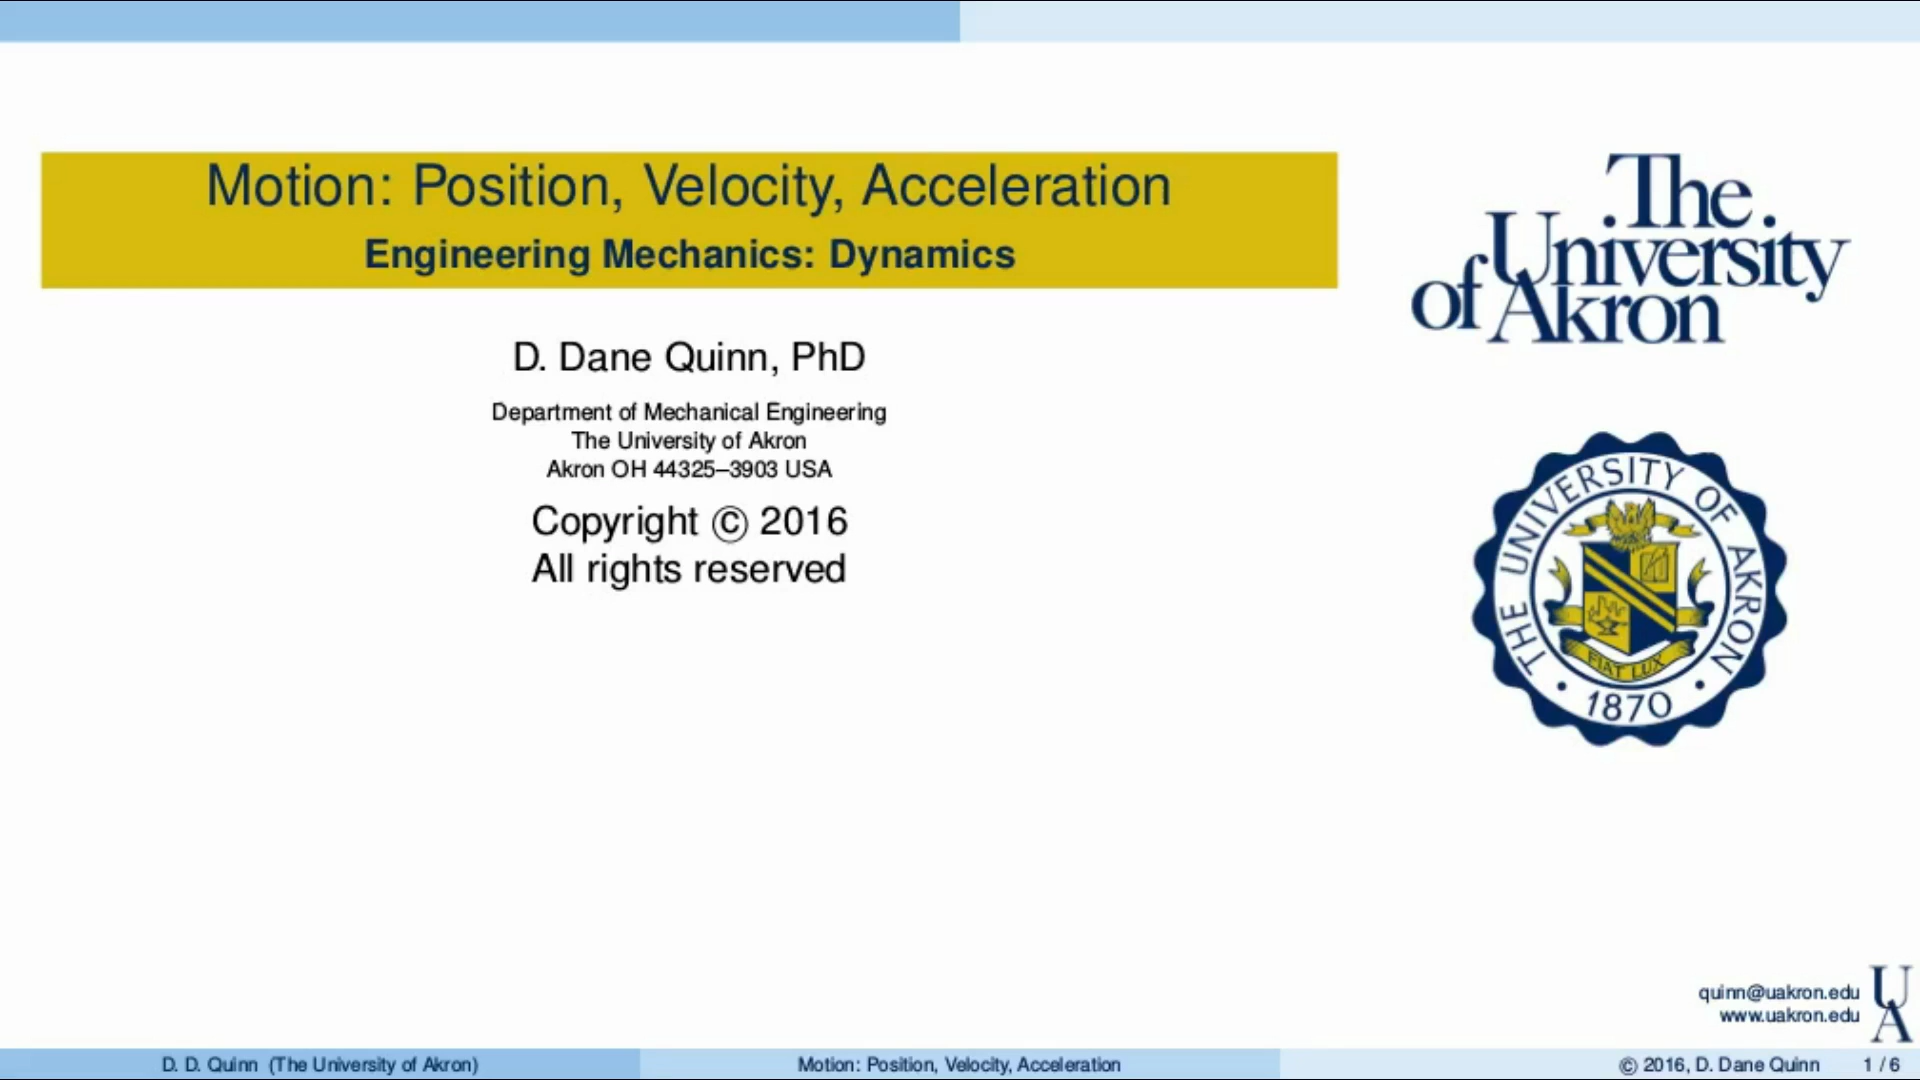 Motion: Position, Velocity, Acceleration
Engineering Mechanics: Dynamics
D. Dane Quinn, PhD
Department of Mechanical Engineering
The University of Akron
Akron OH 44325–3903 USA
Copyright © 2016
All rights reserved
.The.
University
of Akron
THE UNIVERSITY OF AKRON
FIAT LUX
• 1870 •
quinn@uakron.edu
www.uakron.edu
UA
D. D. Quinn (The University of Akron)
Motion: Position, Velocity, Acceleration
© 2016, D. Dane Quinn
1 / 6